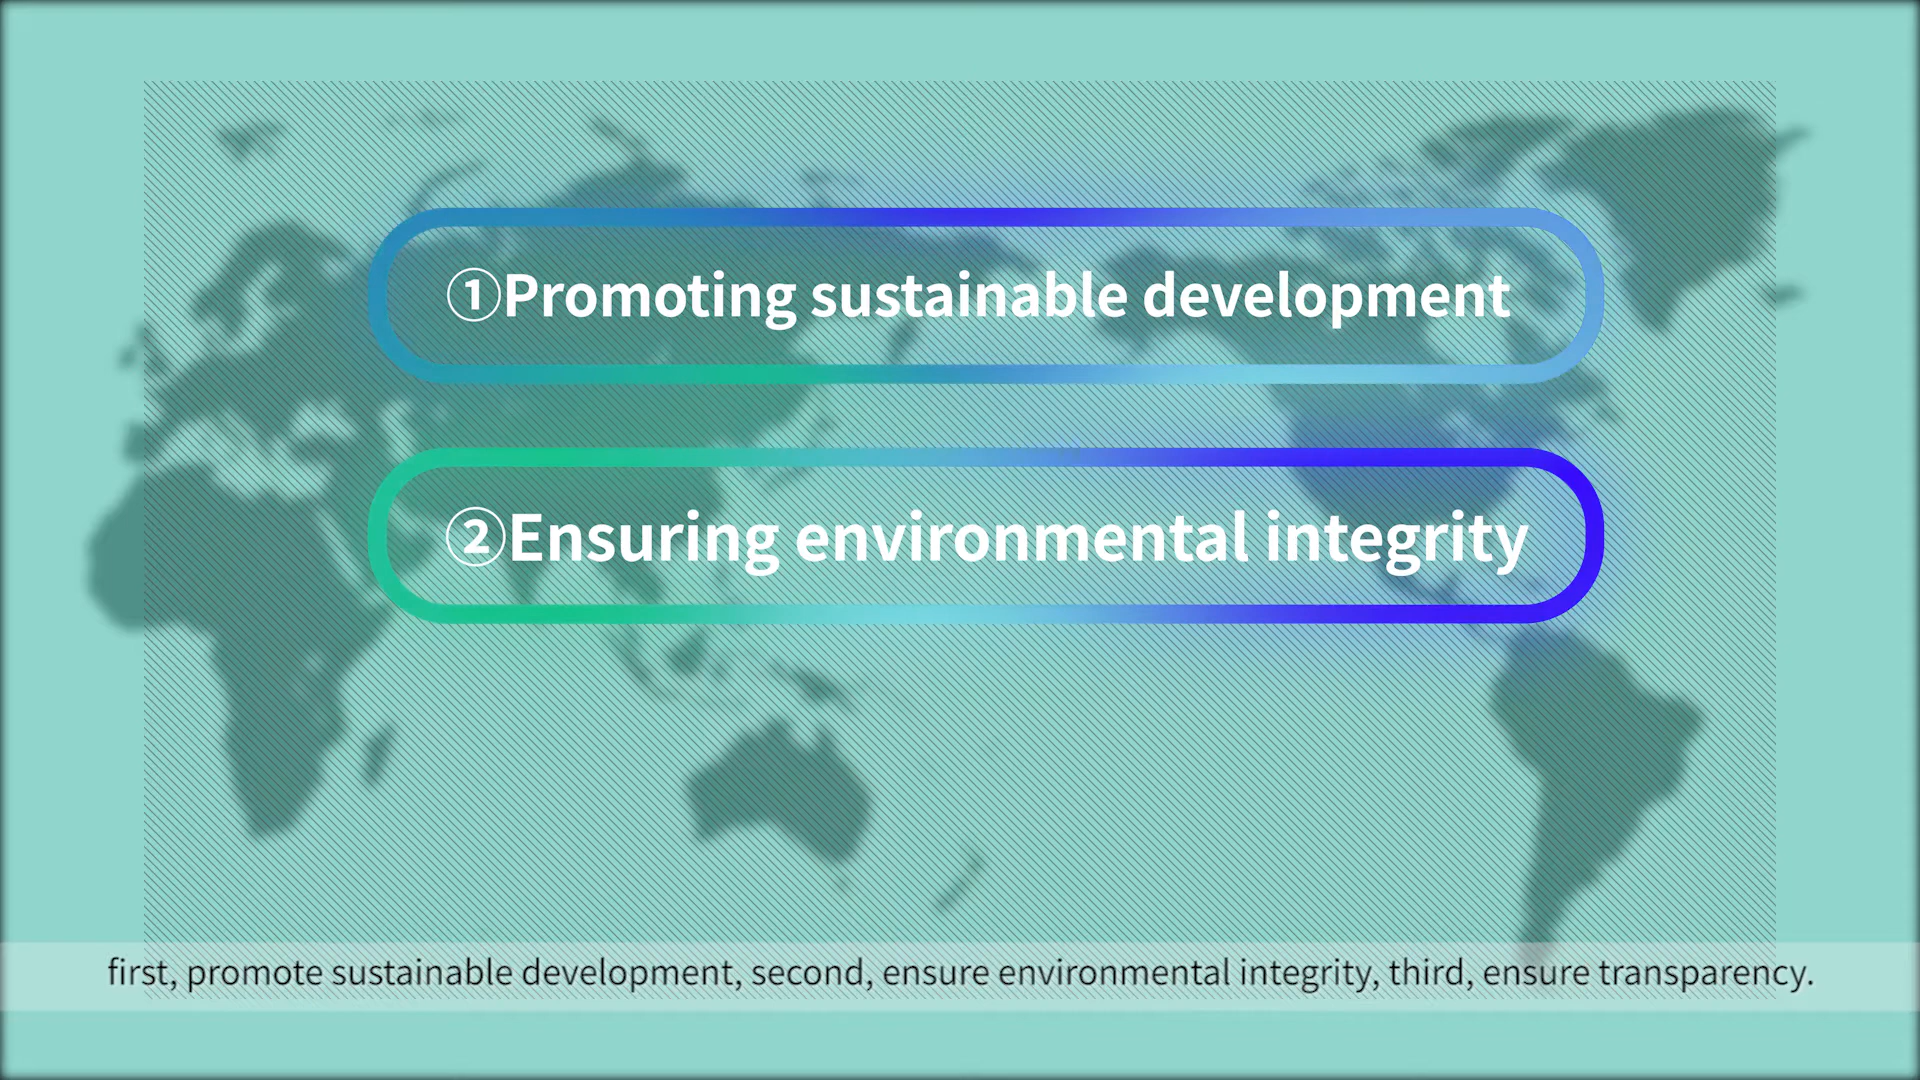 ①Promoting sustainable development
②Ensuring environmental integrity
first, promote sustainable development, second, ensure environmental integrity, third, ensure transparency.